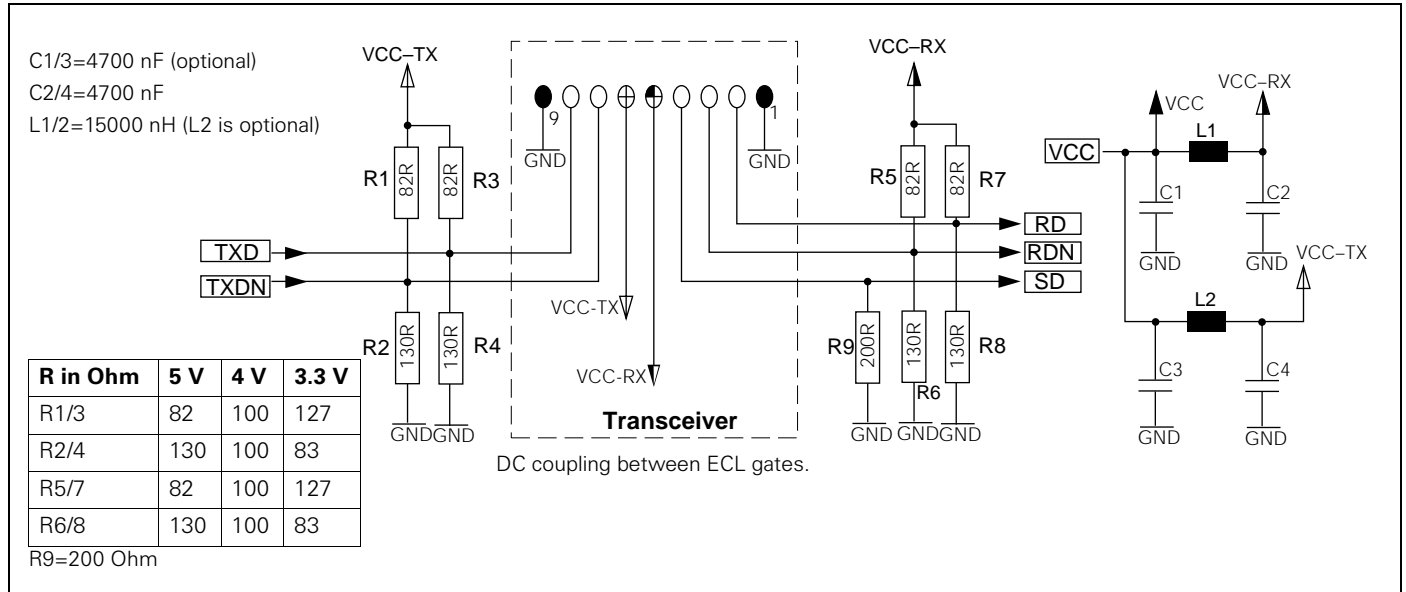 C1/3=4700 nF (optional)
C2/4=4700 nF
L1/2=15000 nH (L2 is optional)
VCC–TX
R1
82R
82R
R3
TXD
TXDN
R2
130R
130R
R4
GND
GND
9
1
GND
GND
VCC-TX
VCC-RX
Transceiver
DC coupling between ECL gates.
VCC–RX
R5
82R
82R
R7
RD
RDN
SD
R9
200R
130R
R6
130R
R8
GND
GND
GND
VCC
VCC
L1
VCC–RX
C1
C2
GND
GND
VCC–TX
L2
C3
C4
GND
GND
R in Ohm 5 V 4 V 3.3 V
R1/3 82 100 127
R2/4 130 100 83
R5/7 82 100 127
R6/8 130 100 83
R9=200 Ohm